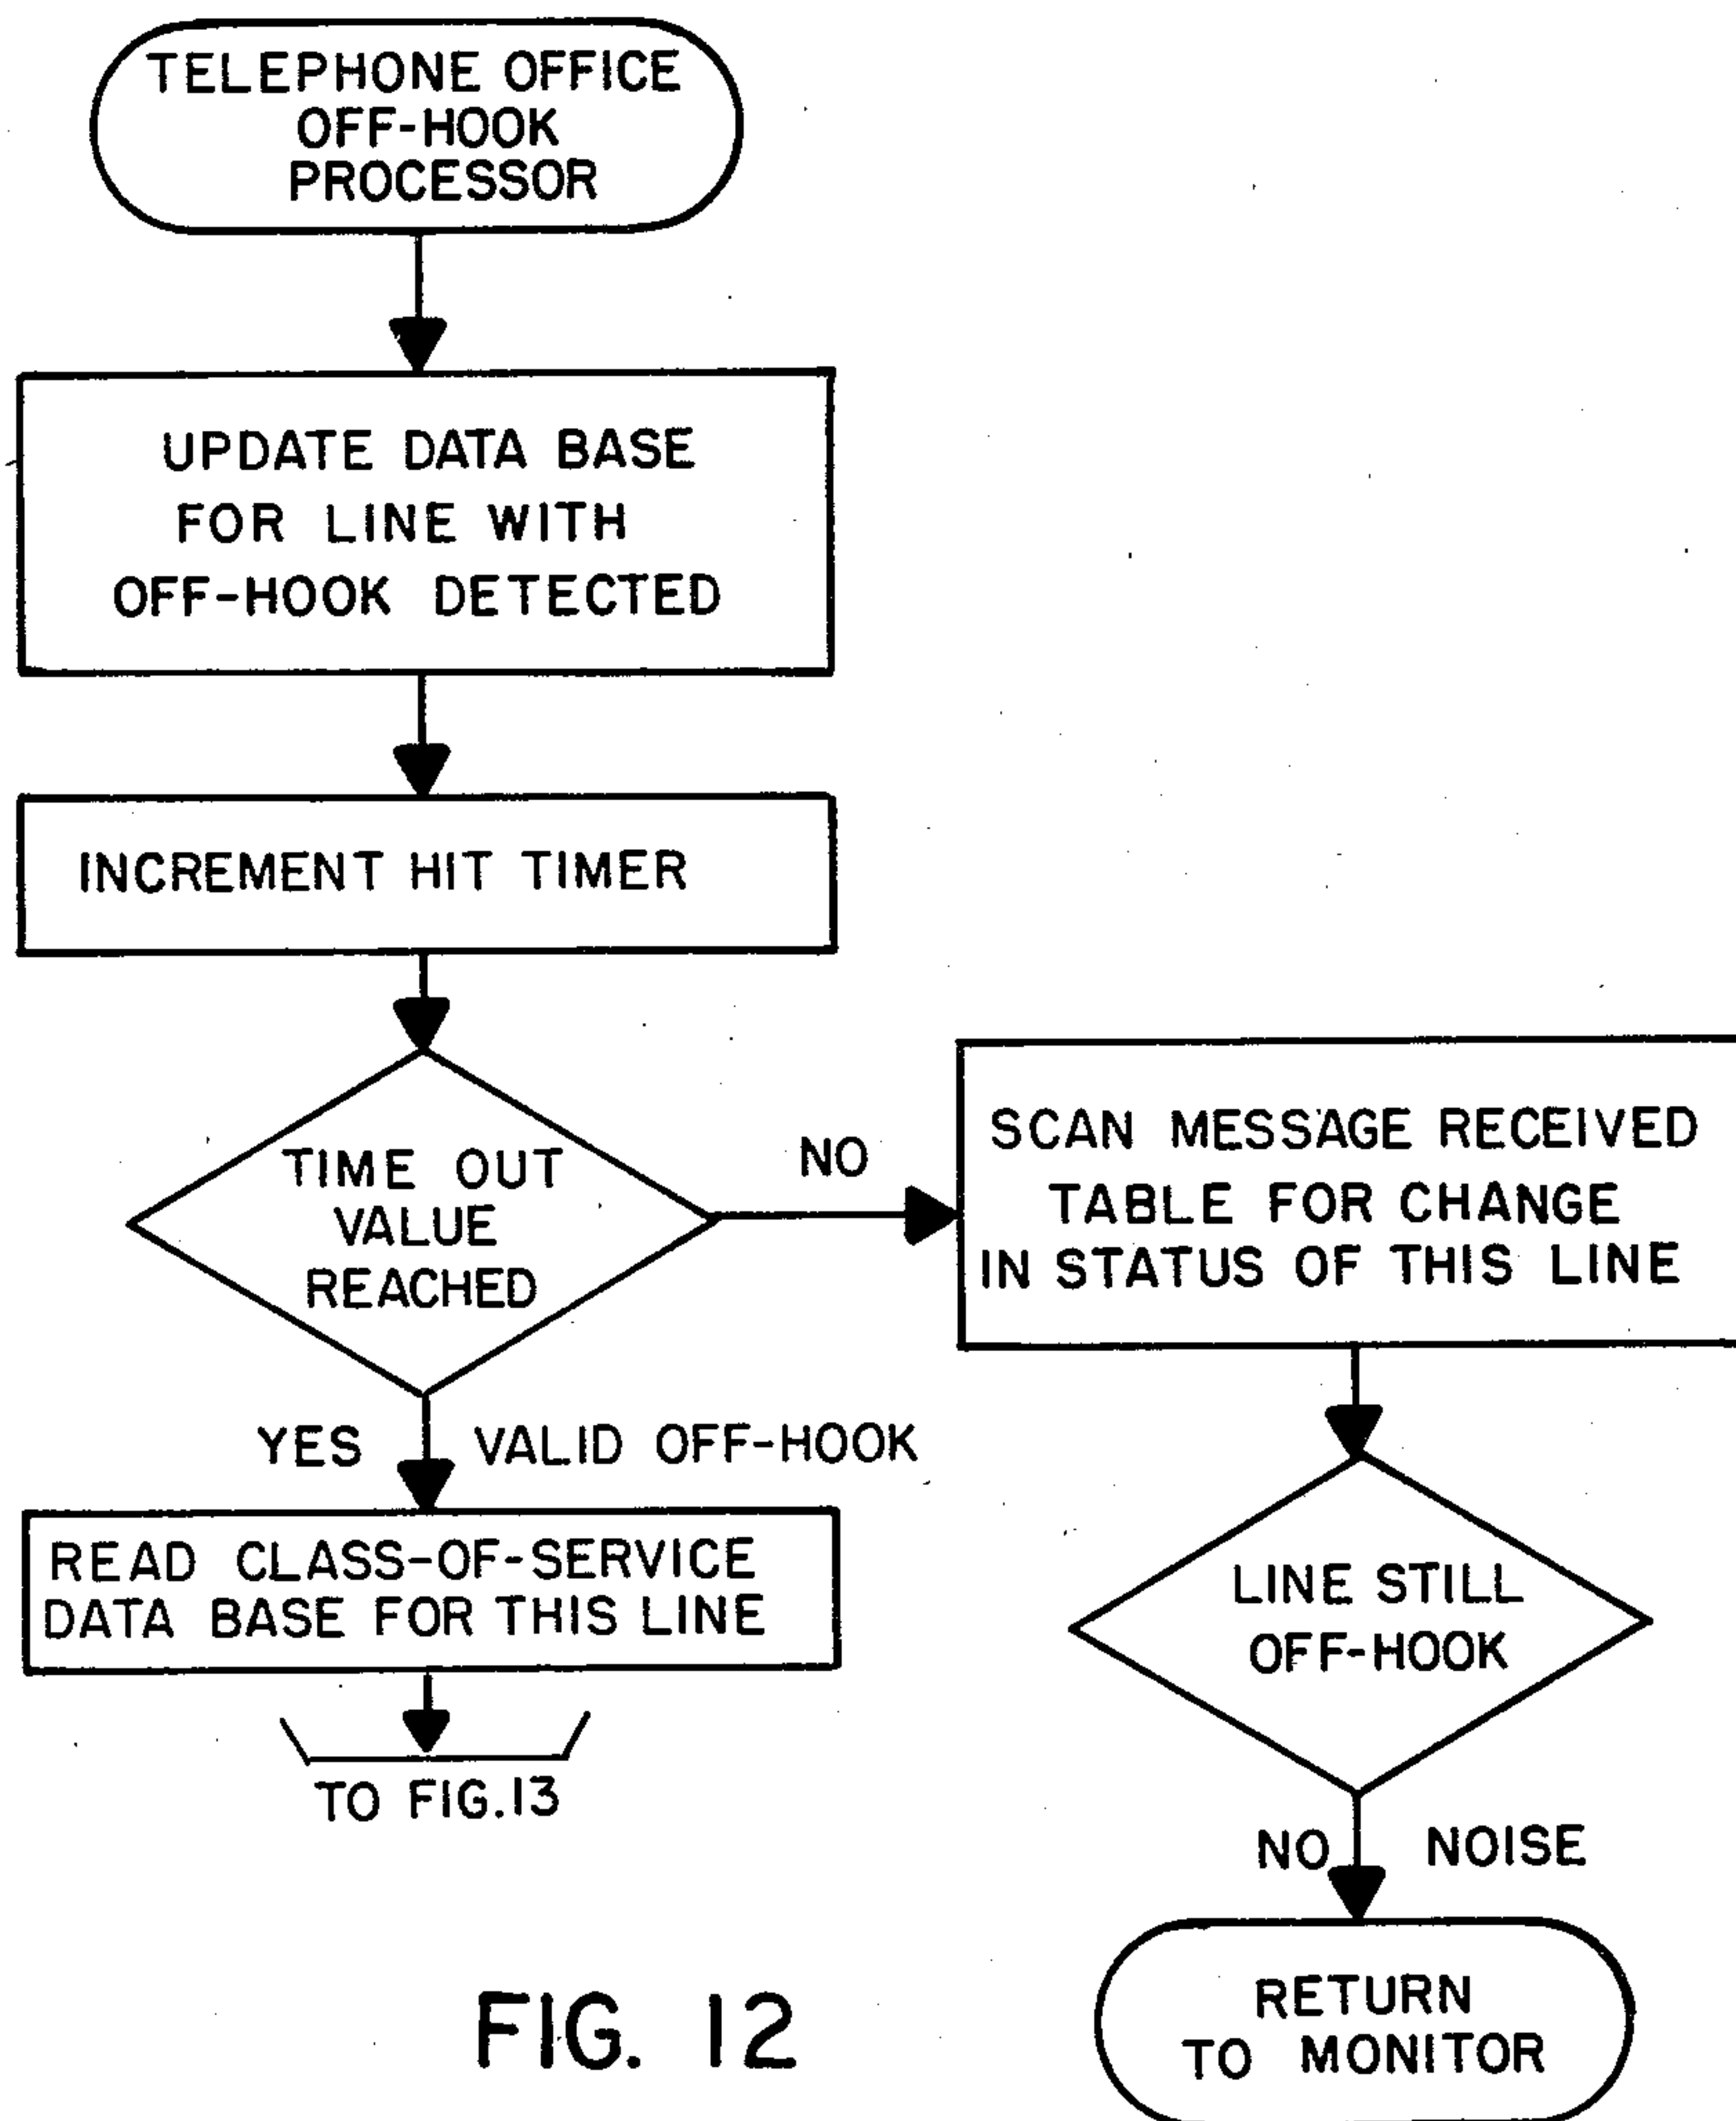 TELEPHONE OFFICE
OFF-HOOK
PROCESSOR
UPDATE DATA BASE
FOR LINE WITH
OFF-HOOK DETECTED
INCREMENT HIT TIMER
TIME OUT
VALUE
REACHED
NO
SCAN MESSAGE RECEIVED
TABLE FOR CHANGE
IN STATUS OF THIS LINE
YES VALID OFF-HOOK
READ CLASS-OF-SERVICE
DATA BASE FOR THIS LINE
TO FIG.13
LINE STILL
OFF-HOOK
NO NOISE
RETURN
TO MONITOR
FIG. 12